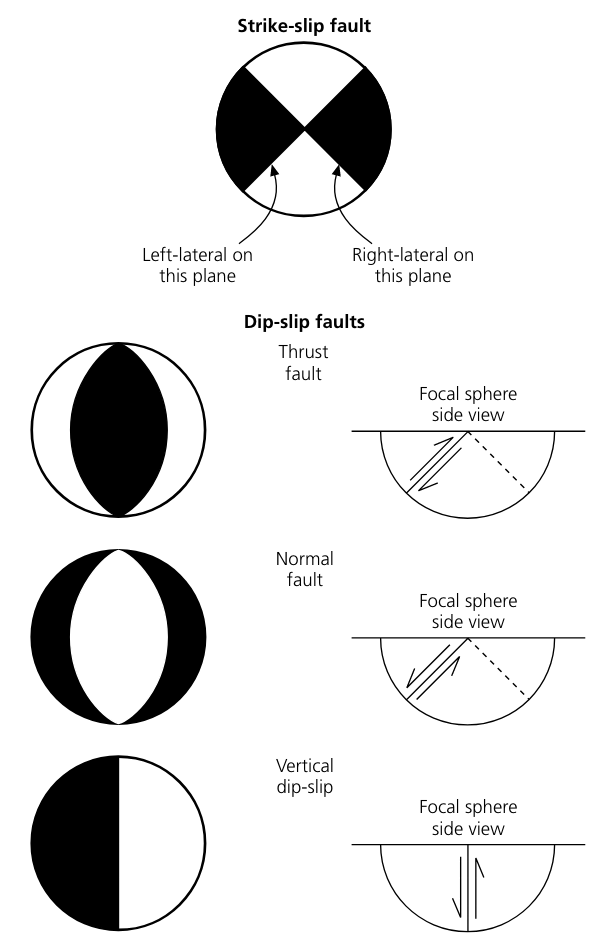 Strike-slip fault
Left-lateral on
this plane
Right-lateral on
this plane
Dip-slip faults
Thrust
fault
Focal sphere
side view
Normal
fault
Focal sphere
side view
Vertical
dip-slip
Focal sphere
side view